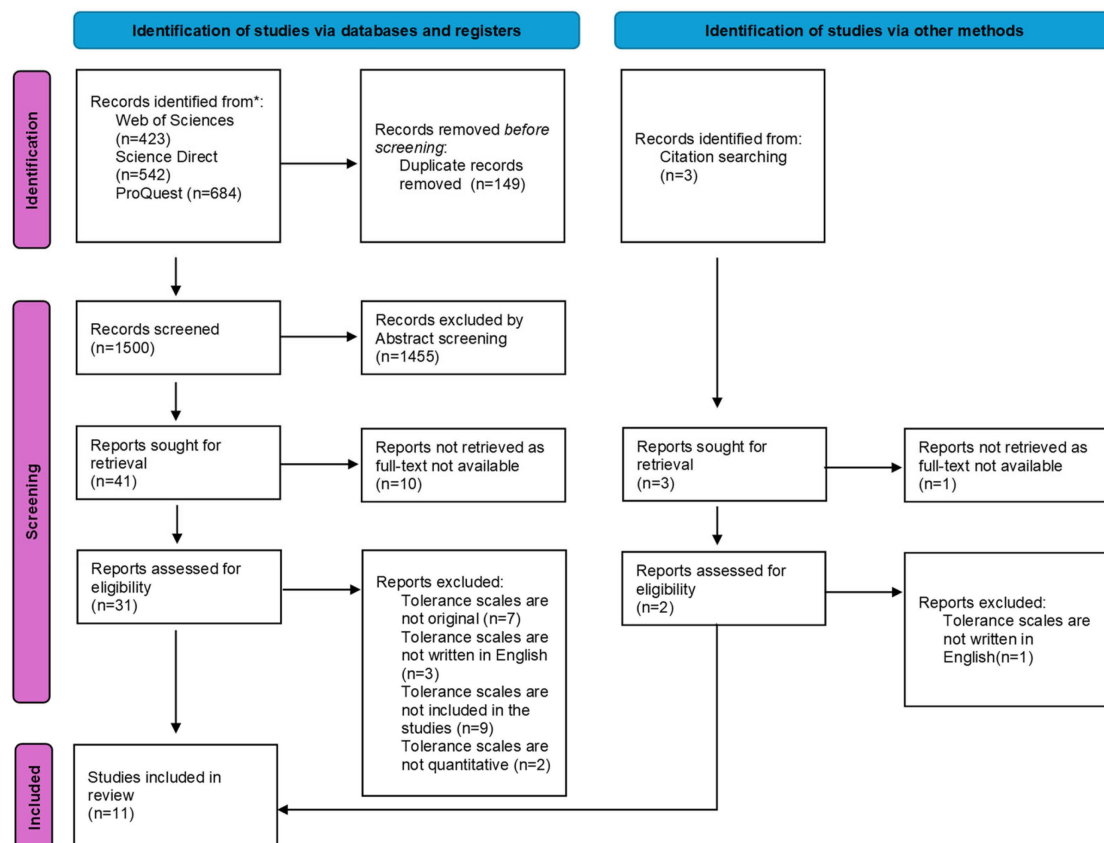 Identification of studies via databases and registers
Identification of studies via other methods
Identification
Records identified from*:
Web of Sciences
(n=423)
Science Direct
(n=542)
ProQuest (n=684)
Records removed before
screening:
Duplicate records
removed (n=149)
Records identified from:
Citation searching
(n=3)
Screening
Records screened
(n=1500)
Records excluded by
Abstract screening
(n=1455)
Reports sought for
retrieval
(n=41)
Reports not retrieved as
full-text not available
(n=10)
Reports sought for
retrieval
(n=3)
Reports not retrieved as
full-text not available
(n=1)
Reports assessed for
eligibility
(n=31)
Reports excluded:
Tolerance scales are
not original (n=7)
Tolerance scales are
not written in English
(n=3)
Tolerance scales are
not included in the
studies (n=9)
Tolerance scales are
not quantitative (n=2)
Reports assessed for
eligibility
(n=2)
Reports excluded:
Tolerance scales are
not written in
English(n=1)
Included
Studies included in
review
(n=11)